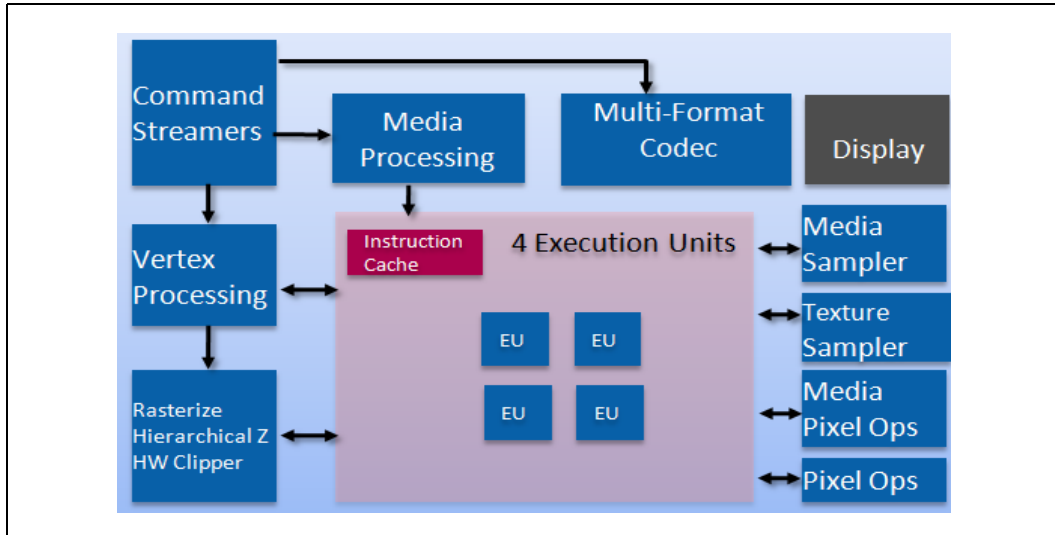 Command
Streamers
Media
Processing
Multi-Format
Codec
Display
Vertex
Processing
Instruction
Cache
4 Execution Units
Media
Sampler
EU
EU
Texture
Sampler
EU
EU
Rasterize
Hierarchical Z
HW Clipper
Media
Pixel Ops
Pixel Ops